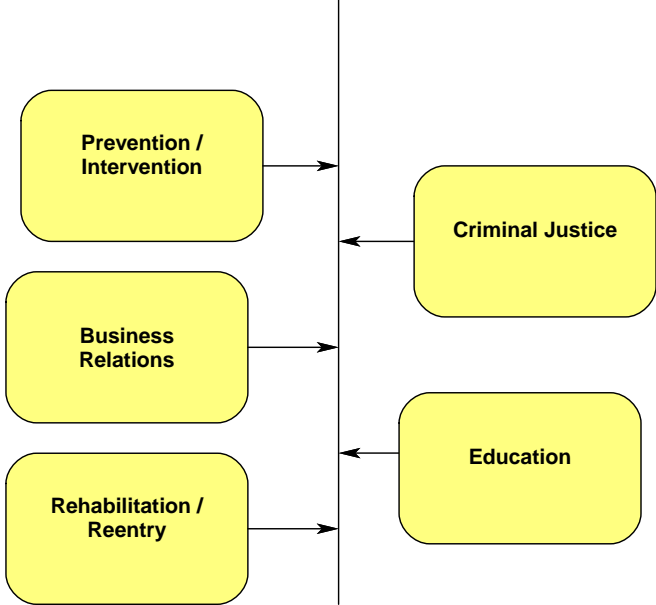 Prevention /
Intervention
Criminal Justice
Business
Relations
Education
Rehabilitation /
Reentry